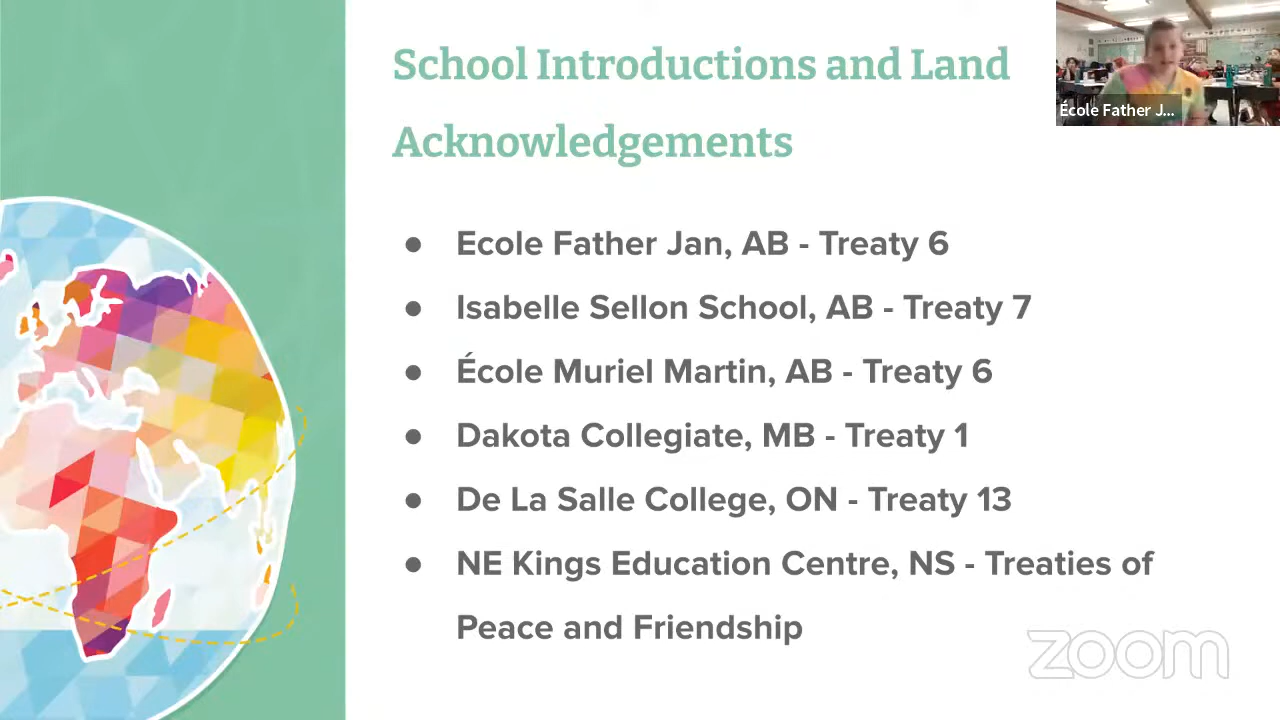 School Introductions and Land
Acknowledgements
École Father J...
● Ecole Father Jan, AB - Treaty 6
● Isabelle Sellon School, AB - Treaty 7
● École Muriel Martin, AB - Treaty 6
● Dakota Collegiate, MB - Treaty 1
● De La Salle College, ON - Treaty 13
● NE Kings Education Centre, NS - Treaties of
Peace and Friendship
zoom